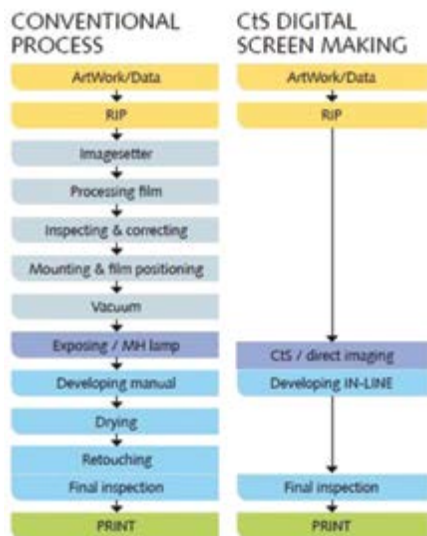 CONVENTIONAL
PROCESS
ArtWork/Data
RIP
Imagesetter
Processing film
Inspecting & correcting
Mounting & film positioning
Vacuum
Exposing / MH lamp
Developing manual
Drying
Retouching
Final inspection
PRINT
CtS DIGITAL
SCREEN MAKING
ArtWork/Data
RIP
CtS / direct imaging
Developing IN-LINE
Final inspection
PRINT